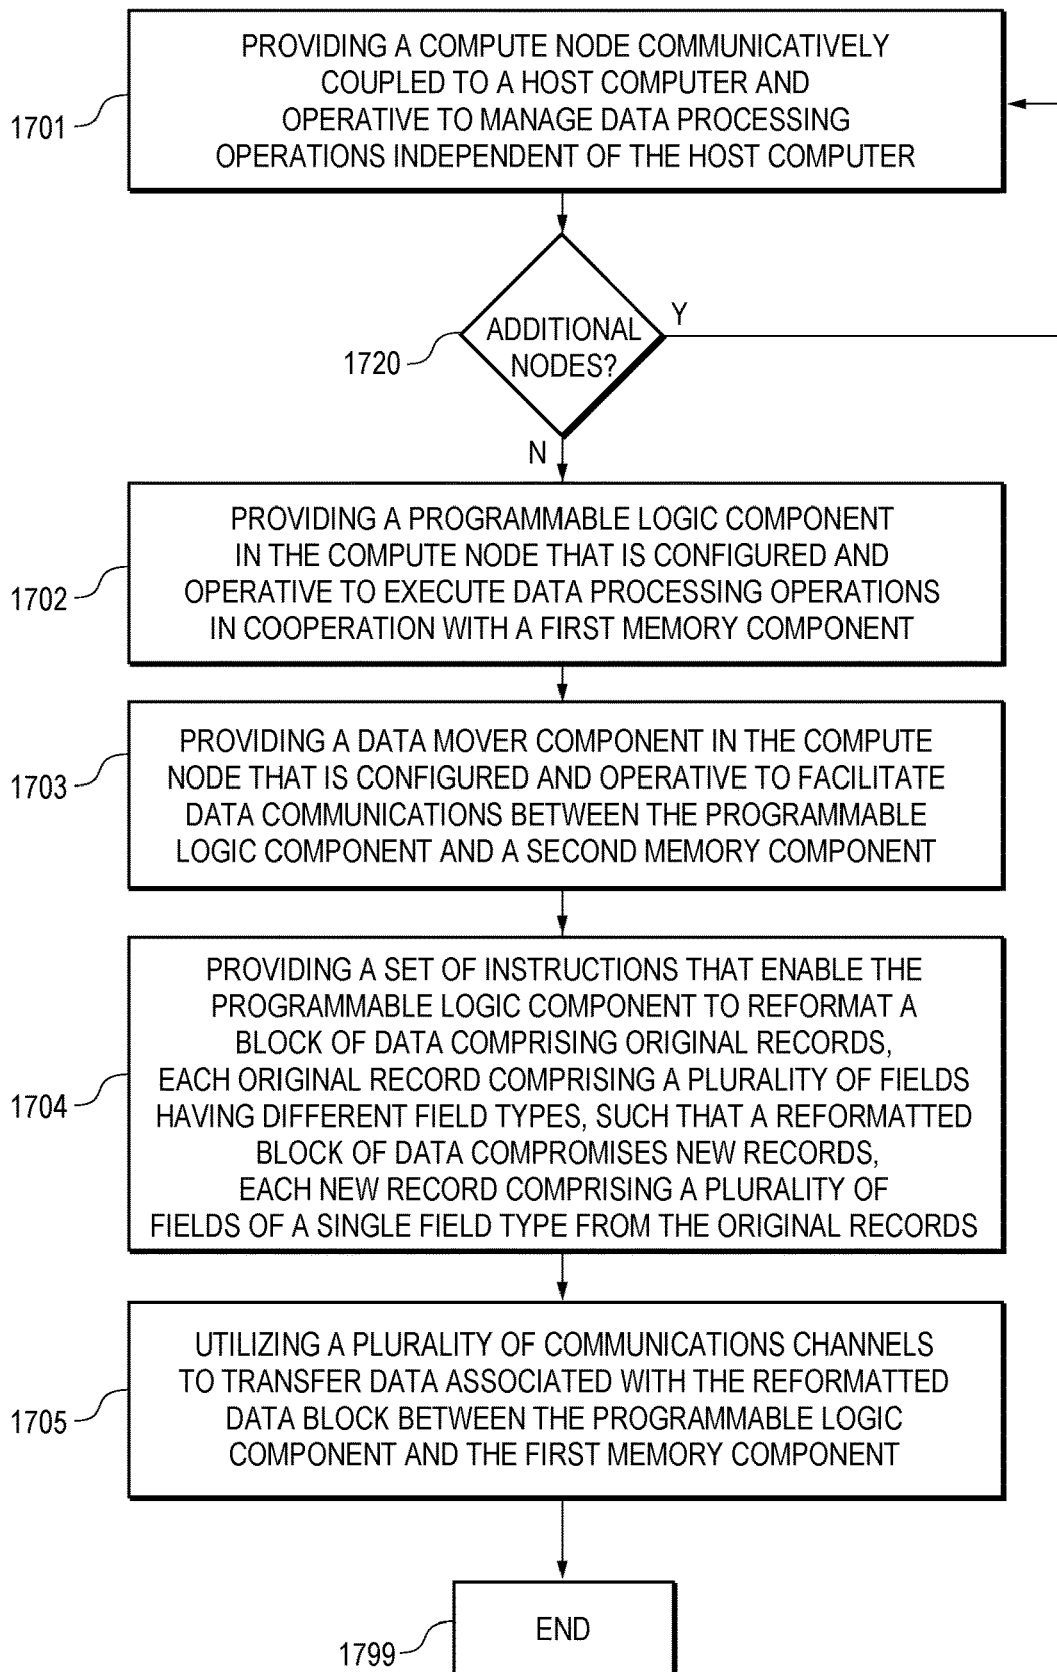 PROVIDING A COMPUTE NODE COMMUNICATIVELY
COUPLED TO A HOST COMPUTER AND
OPERATIVE TO MANAGE DATA PROCESSING
OPERATIONS INDEPENDENT OF THE HOST COMPUTER
1701
ADDITIONAL
NODES?
1720
Y
N
PROVIDING A PROGRAMMABLE LOGIC COMPONENT
IN THE COMPUTE NODE THAT IS CONFIGURED AND
OPERATIVE TO EXECUTE DATA PROCESSING OPERATIONS
IN COOPERATION WITH A FIRST MEMORY COMPONENT
1702
PROVIDING A DATA MOVER COMPONENT IN THE COMPUTE
NODE THAT IS CONFIGURED AND OPERATIVE TO FACILITATE
DATA COMMUNICATIONS BETWEEN THE PROGRAMMABLE
LOGIC COMPONENT AND A SECOND MEMORY COMPONENT
1703
PROVIDING A SET OF INSTRUCTIONS THAT ENABLE THE
PROGRAMMABLE LOGIC COMPONENT TO REFORMAT A
BLOCK OF DATA COMPRISING ORIGINAL RECORDS,
EACH ORIGINAL RECORD COMPRISING A PLURALITY OF FIELDS
HAVING DIFFERENT FIELD TYPES, SUCH THAT A REFORMATTED
BLOCK OF DATA COMPROMISES NEW RECORDS,
EACH NEW RECORD COMPRISING A PLURALITY OF
FIELDS OF A SINGLE FIELD TYPE FROM THE ORIGINAL RECORDS
1704
UTILIZING A PLURALITY OF COMMUNICATIONS CHANNELS
TO TRANSFER DATA ASSOCIATED WITH THE REFORMATTED
DATA BLOCK BETWEEN THE PROGRAMMABLE LOGIC
COMPONENT AND THE FIRST MEMORY COMPONENT
1705
END
1799